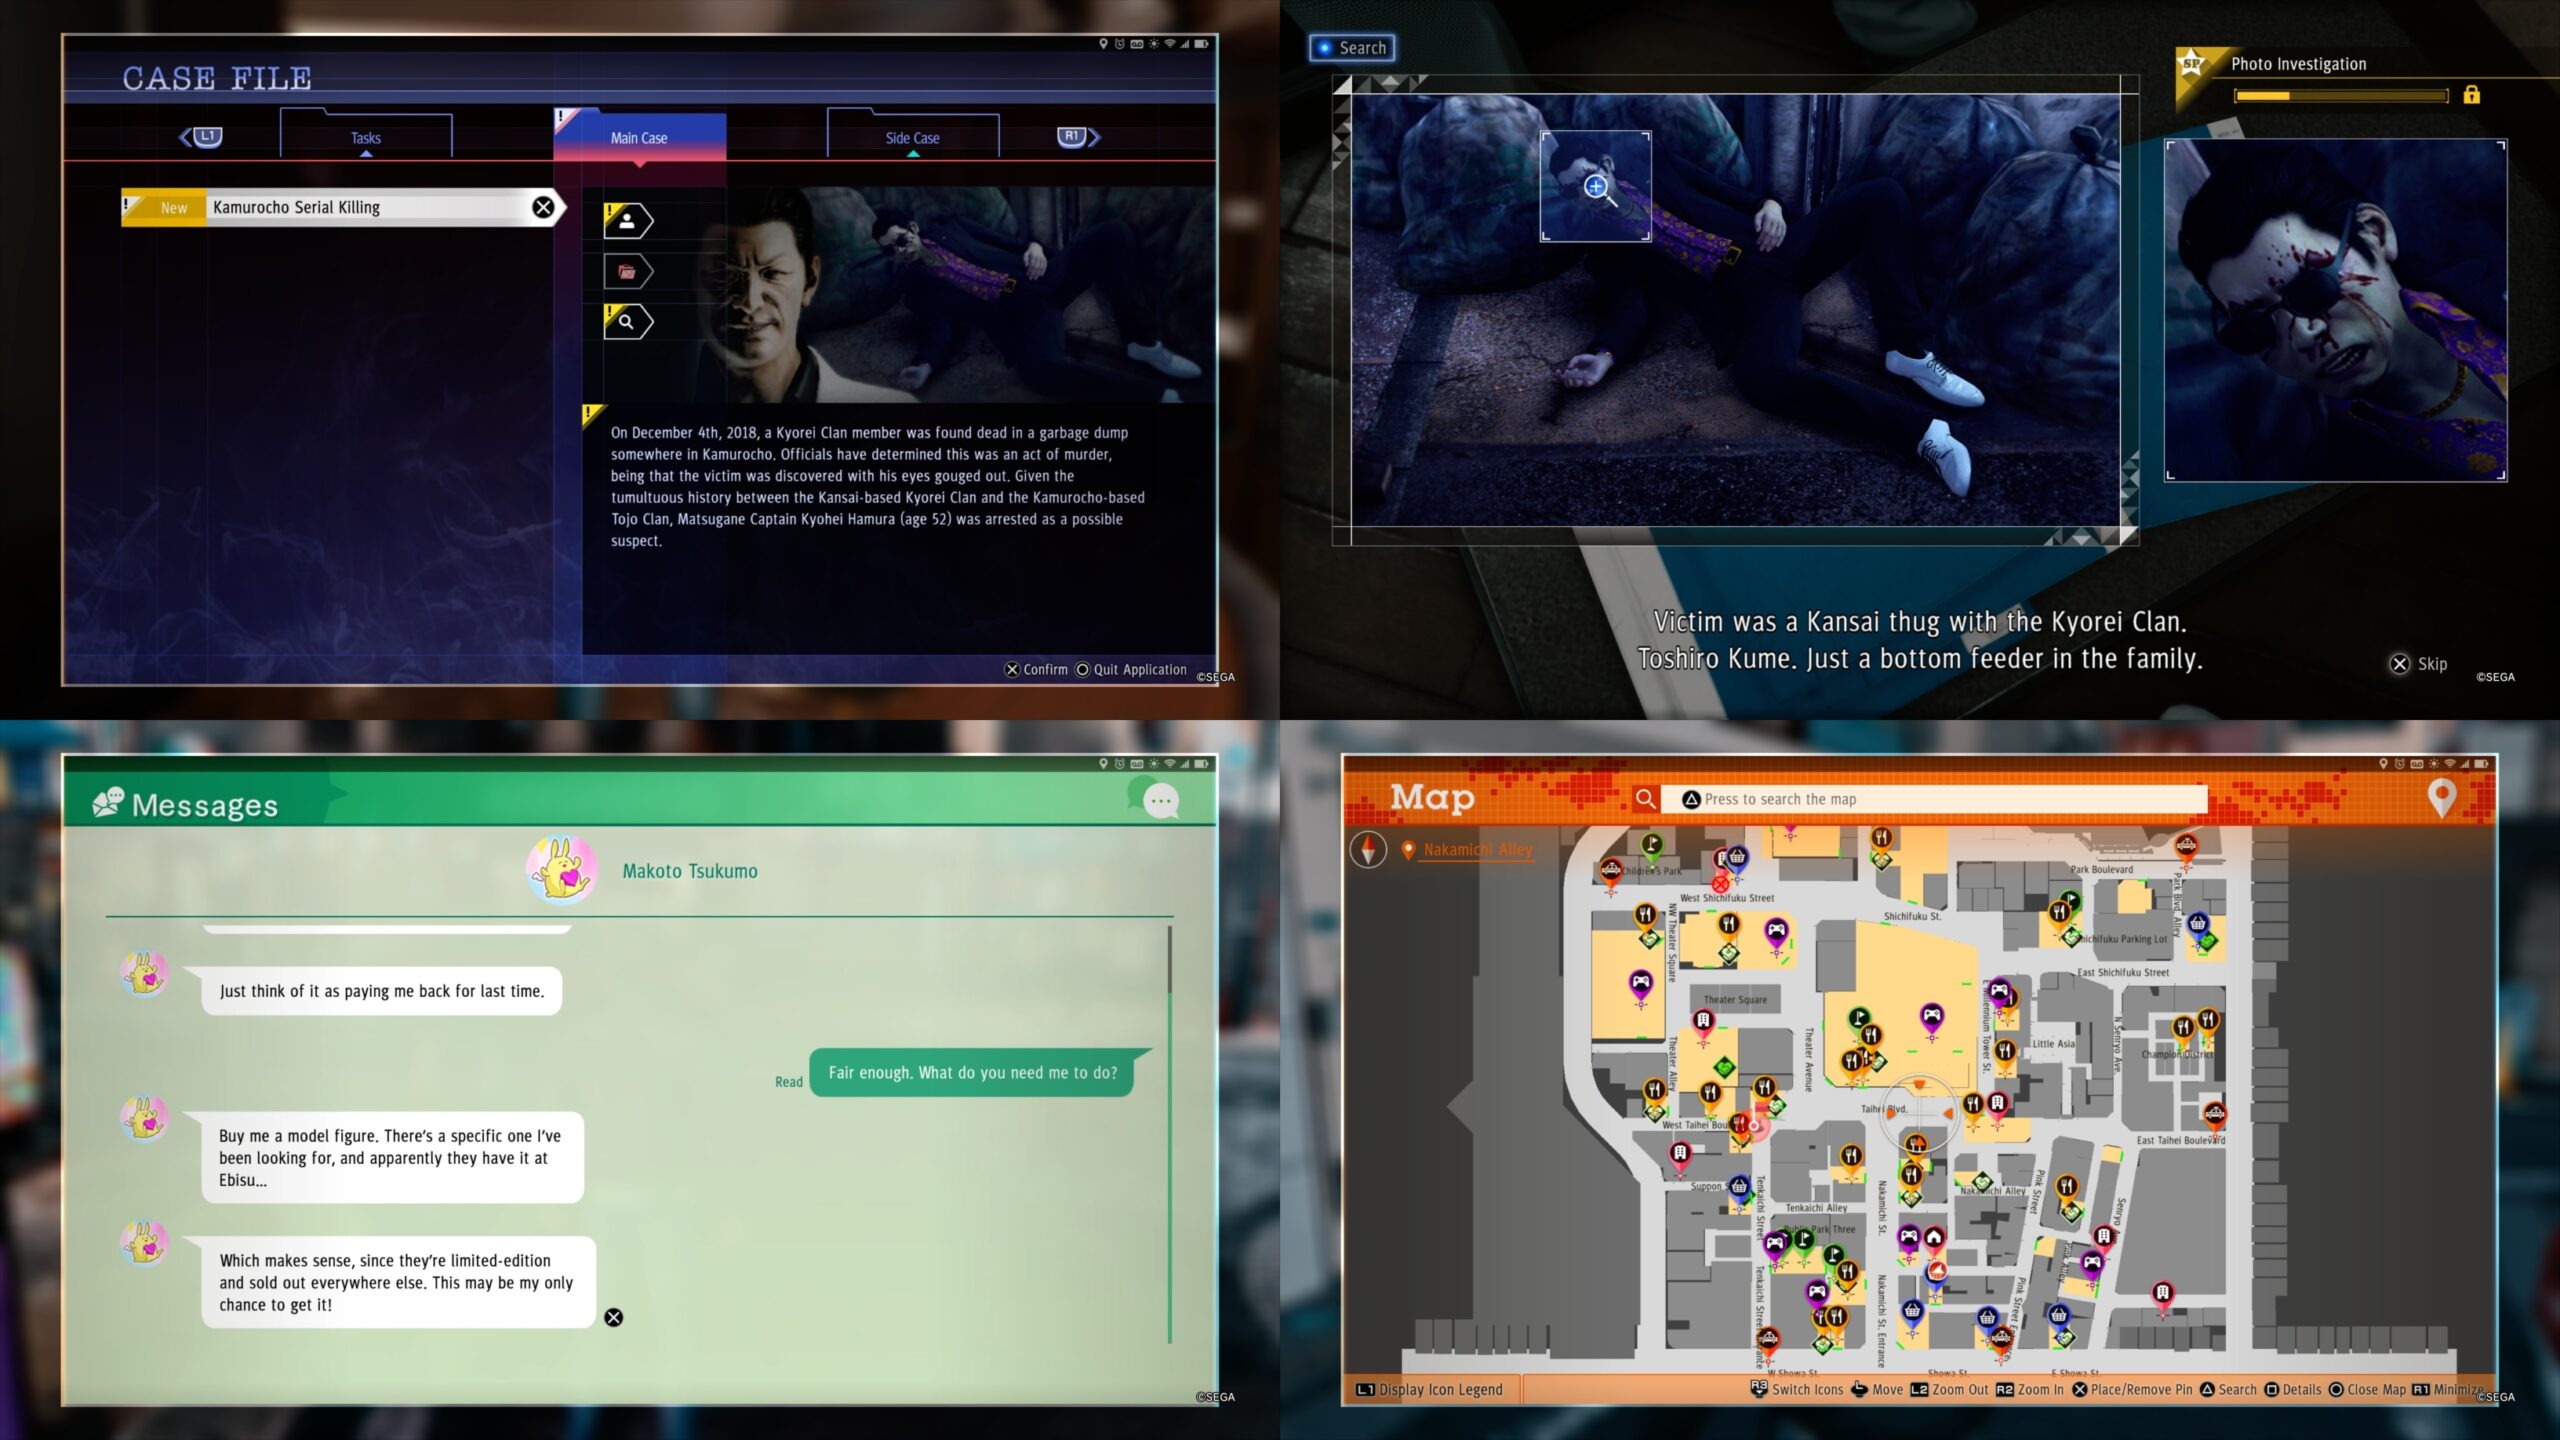 CASE FILE
L1
Tasks
Main Case
Side Case
R1
New
Kamurocho Serial Killing
On December 4th, 2018, a Kyorei Clan member was found dead in a garbage dump
somewhere in Kamurocho. Officials have determined this was an act of murder,
being that the victim was discovered with his eyes gouged out. Given the
tumultuous history between the Kansai-based Kyorei Clan and the Kamurocho-based
Tojo Clan, Matsugane Captain Kyohei Hamura (age 52) was arrested as a possible
suspect.
Confirm
Quit Application
©SEGA
Search
SP
Photo Investigation
Victim was a Kansai thug with the Kyorei Clan.
Toshiro Kume. Just a bottom feeder in the family.
Skip
©SEGA
Messages
Makoto Tsukumo
Just think of it as paying me back for last time.
Read
Fair enough. What do you need me to do?
Buy me a model figure. There's a specific one I've
been looking for, and apparently they have it at
Ebisu...
Which makes sense, since they're limited-edition
and sold out everywhere else. This may be my only
chance to get it!
©SEGA
Map
Press to search the map
Nakamichi Alley
Children's Park
West Shichifuku Street
Shichifuku St.
Park Boulevard
Park Blvd. Alley
Shichifuku Parking Lot
East Shichifuku Street
NW Theater Square
Theater Square
Theater Alley
Theater Avenue
E Millennium Tower St.
Little Asia
N Senryo Ave.
Champion District
Taihei Blvd.
West Taihei Bou
East Taihei Boulevard
Suppon
Tenkaichi Street
Tenkaichi Alley
Public Park Three
Nakamichi St.
Nakamichi Alley
Pink Street
Senryo
Nakamichi St. Entrance
W Showa St.
Showa St.
E Showa St.
L1 Display Icon Legend
R3 Switch Icons
Move
L2 Zoom Out
R2 Zoom In
Place/Remove Pin
Search
Details
Close Map
R1 Minimize
©SEGA